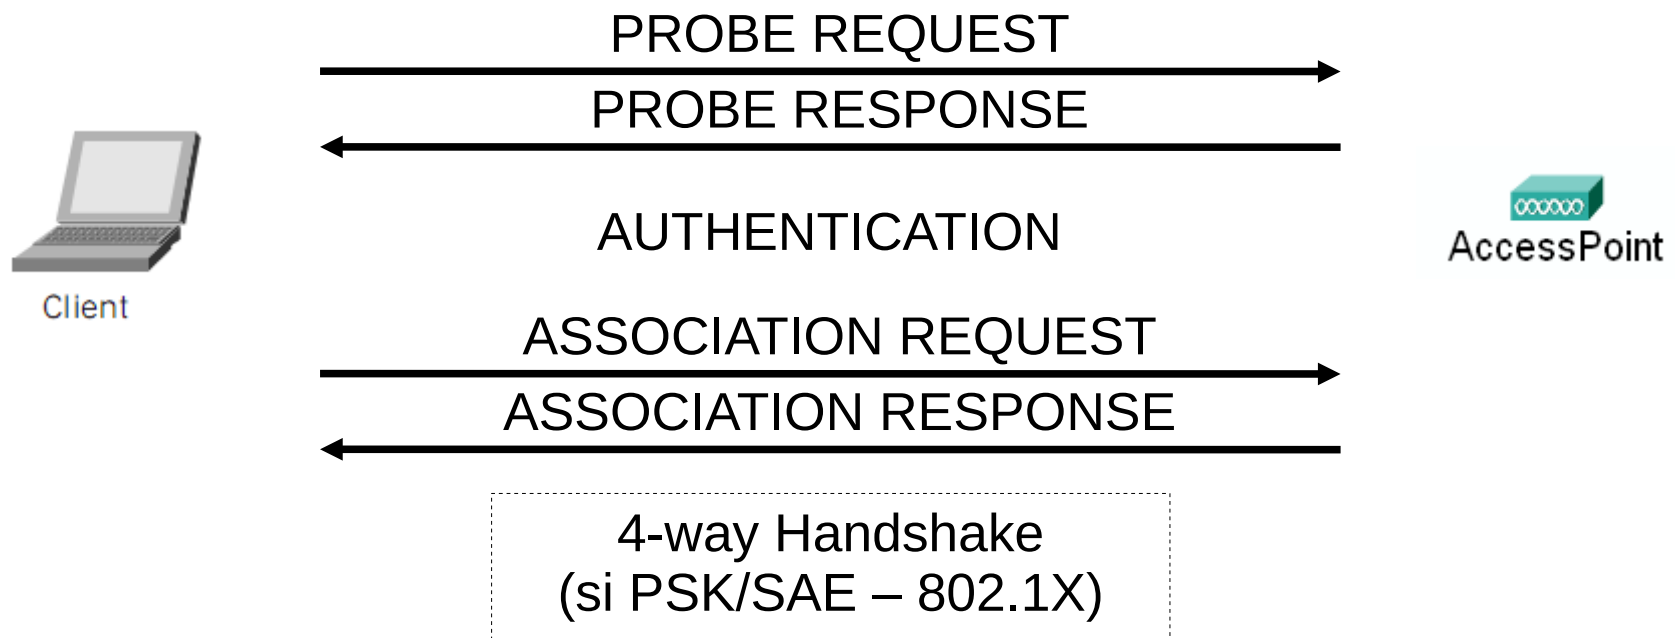 PROBE REQUEST
PROBE RESPONSE
AUTHENTICATION
AccessPoint
Client
ASSOCIATION REQUEST
ASSOCIATION RESPONSE
4-way Handshake
(si PSK/SAE – 802.1X)